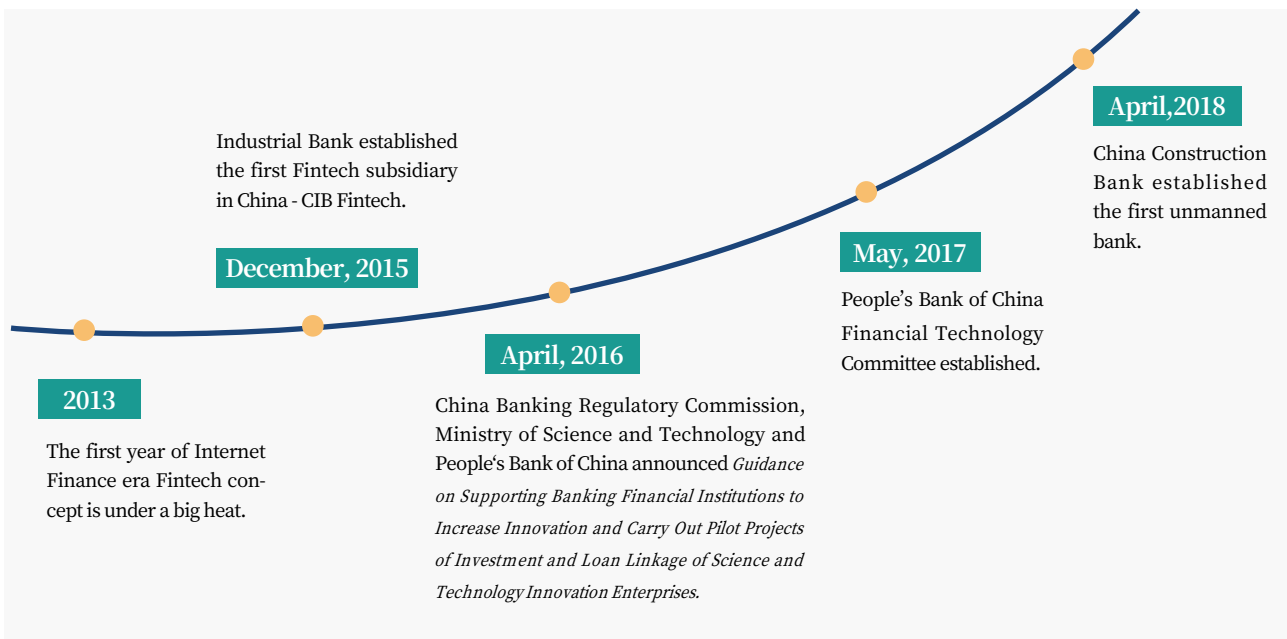 2013
The first year of Internet
Finance era Fintech con-
cept is under a big heat.
Industrial Bank established
the first Fintech subsidiary
in China - CIB Fintech.
December, 2015
April, 2016
China Banking Regulatory Commission,
Ministry of Science and Technology and
People‘s Bank of China announced Guidance
on Supporting Banking Financial Institutions to
Increase Innovation and Carry Out Pilot Projects
of Investment and Loan Linkage of Science and
Technology Innovation Enterprises.
May, 2017
People’s Bank of China
Financial Technology
Committee established.
April,2018
China Construction
Bank established
the first unmanned
bank.